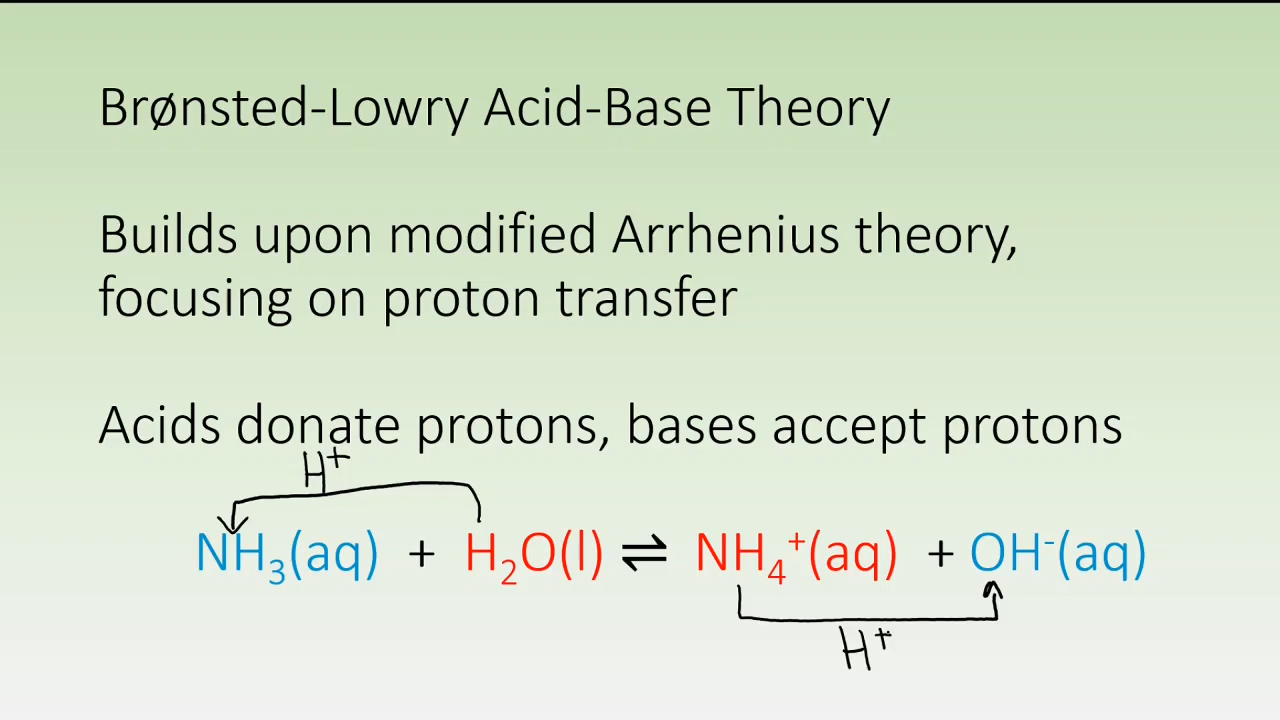 Brønsted-Lowry Acid-Base Theory
Builds upon modified Arrhenius theory,
focusing on proton transfer
Acids donate protons, bases accept protons
H⁺
NH₃(aq) + H₂O(l) ⇌ NH₄⁺(aq) + OH⁻(aq)
H⁺